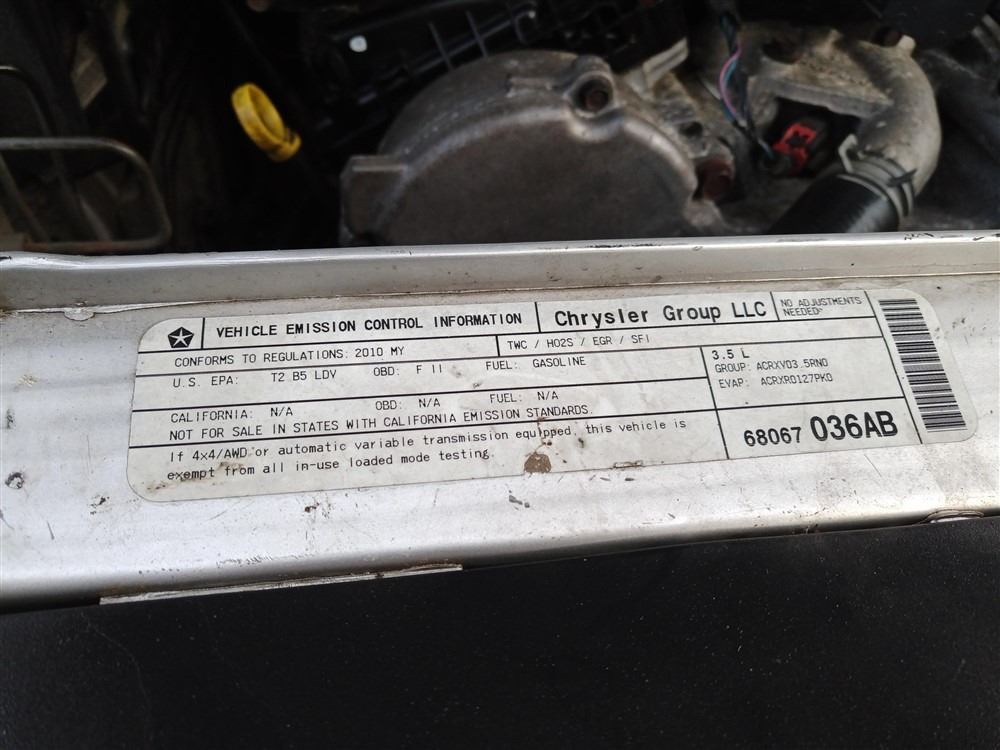 VEHICLE EMISSION CONTROL INFORMATION
Chrysler Group LLC
NO ADJUSTMENTS
NEEDED
CONFORMS TO REGULATIONS: 2010 MY
TWC / HO2S / EGR / SFI
U.S. EPA: T2 B5 LDV OBD: F II FUEL: GASOLINE
3.5 L
GROUP: ACRXV03.5RN0
EVAP: ACRXR0127PK0
CALIFORNIA: N/A OBD: N/A FUEL: N/A
NOT FOR SALE IN STATES WITH CALIFORNIA EMISSION STANDARDS.
If 4x4/AWD or automatic variable transmission equipped, this vehicle is
exempt from all in-use loaded mode testing.
68067 036AB